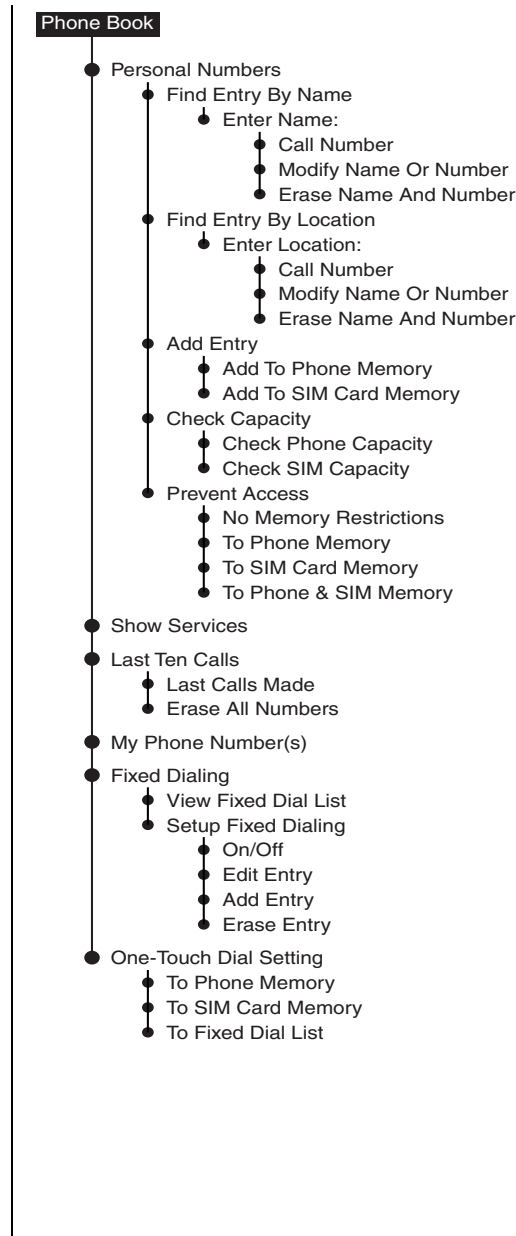 Phone Book
Personal Numbers
Find Entry By Name
Enter Name:
Call Number
Modify Name Or Number
Erase Name And Number
Find Entry By Location
Enter Location:
Call Number
Modify Name Or Number
Erase Name And Number
Add Entry
Add To Phone Memory
Add To SIM Card Memory
Check Capacity
Check Phone Capacity
Check SIM Capacity
Prevent Access
No Memory Restrictions
To Phone Memory
To SIM Card Memory
To Phone & SIM Memory
Show Services
Last Ten Calls
Last Calls Made
Erase All Numbers
My Phone Number(s)
Fixed Dialing
View Fixed Dial List
Setup Fixed Dialing
On/Off
Edit Entry
Add Entry
Erase Entry
One-Touch Dial Setting
To Phone Memory
To SIM Card Memory
To Fixed Dial List